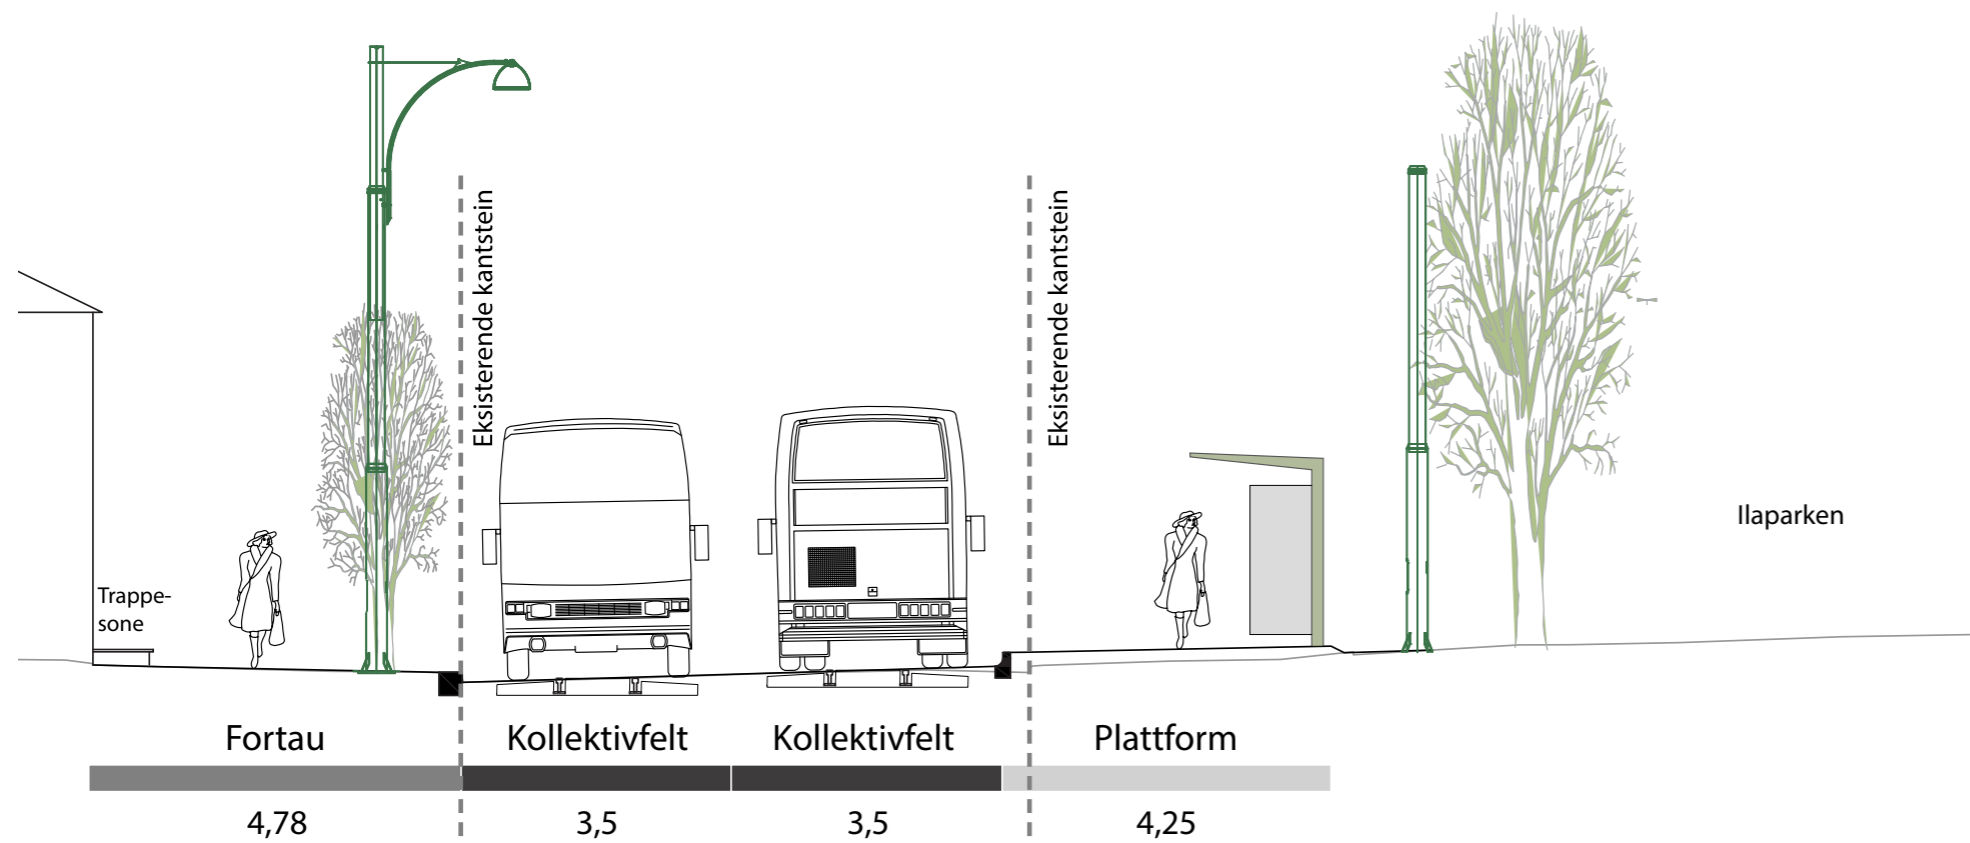 Eksisterende kantstein
Eksisterende kantstein
Ilaparken
Trappe-
sone
Fortau
Kollektivfelt
Kollektivfelt
Plattform
4,78
3,5
3,5
4,25